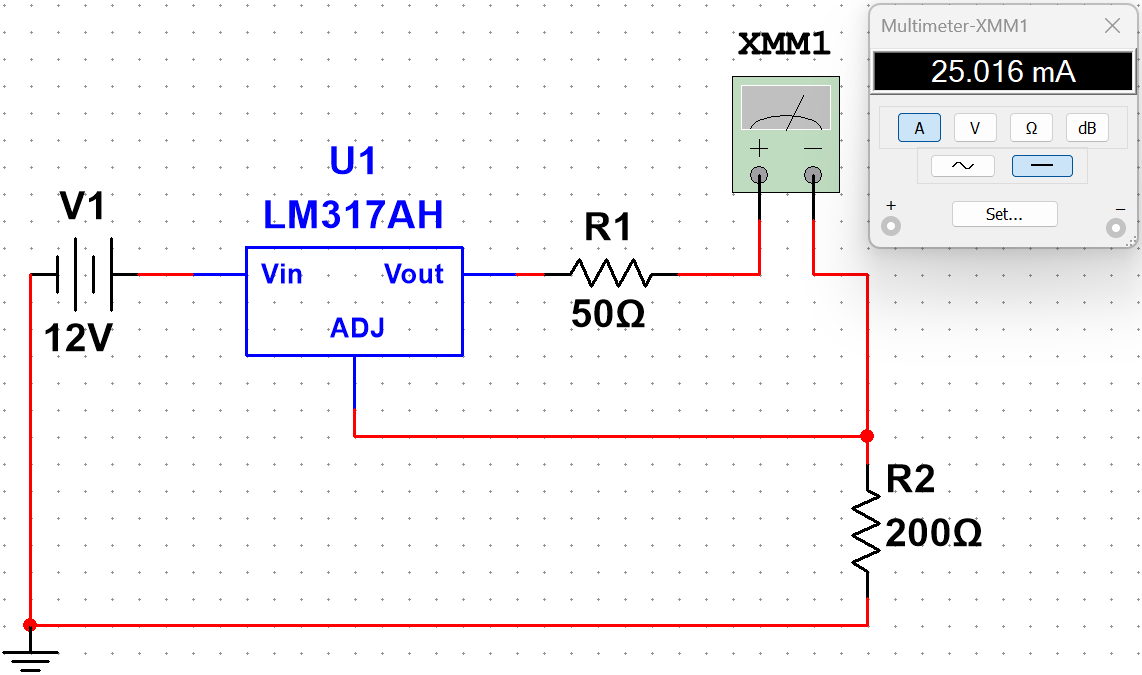 XMM1
Multimeter-XMM1
25.016 mA
A V Ω dB
+ −
Set...
+ −
V1
12V
U1
LM317AH
Vin Vout
ADJ
R1
50Ω
R2
200Ω